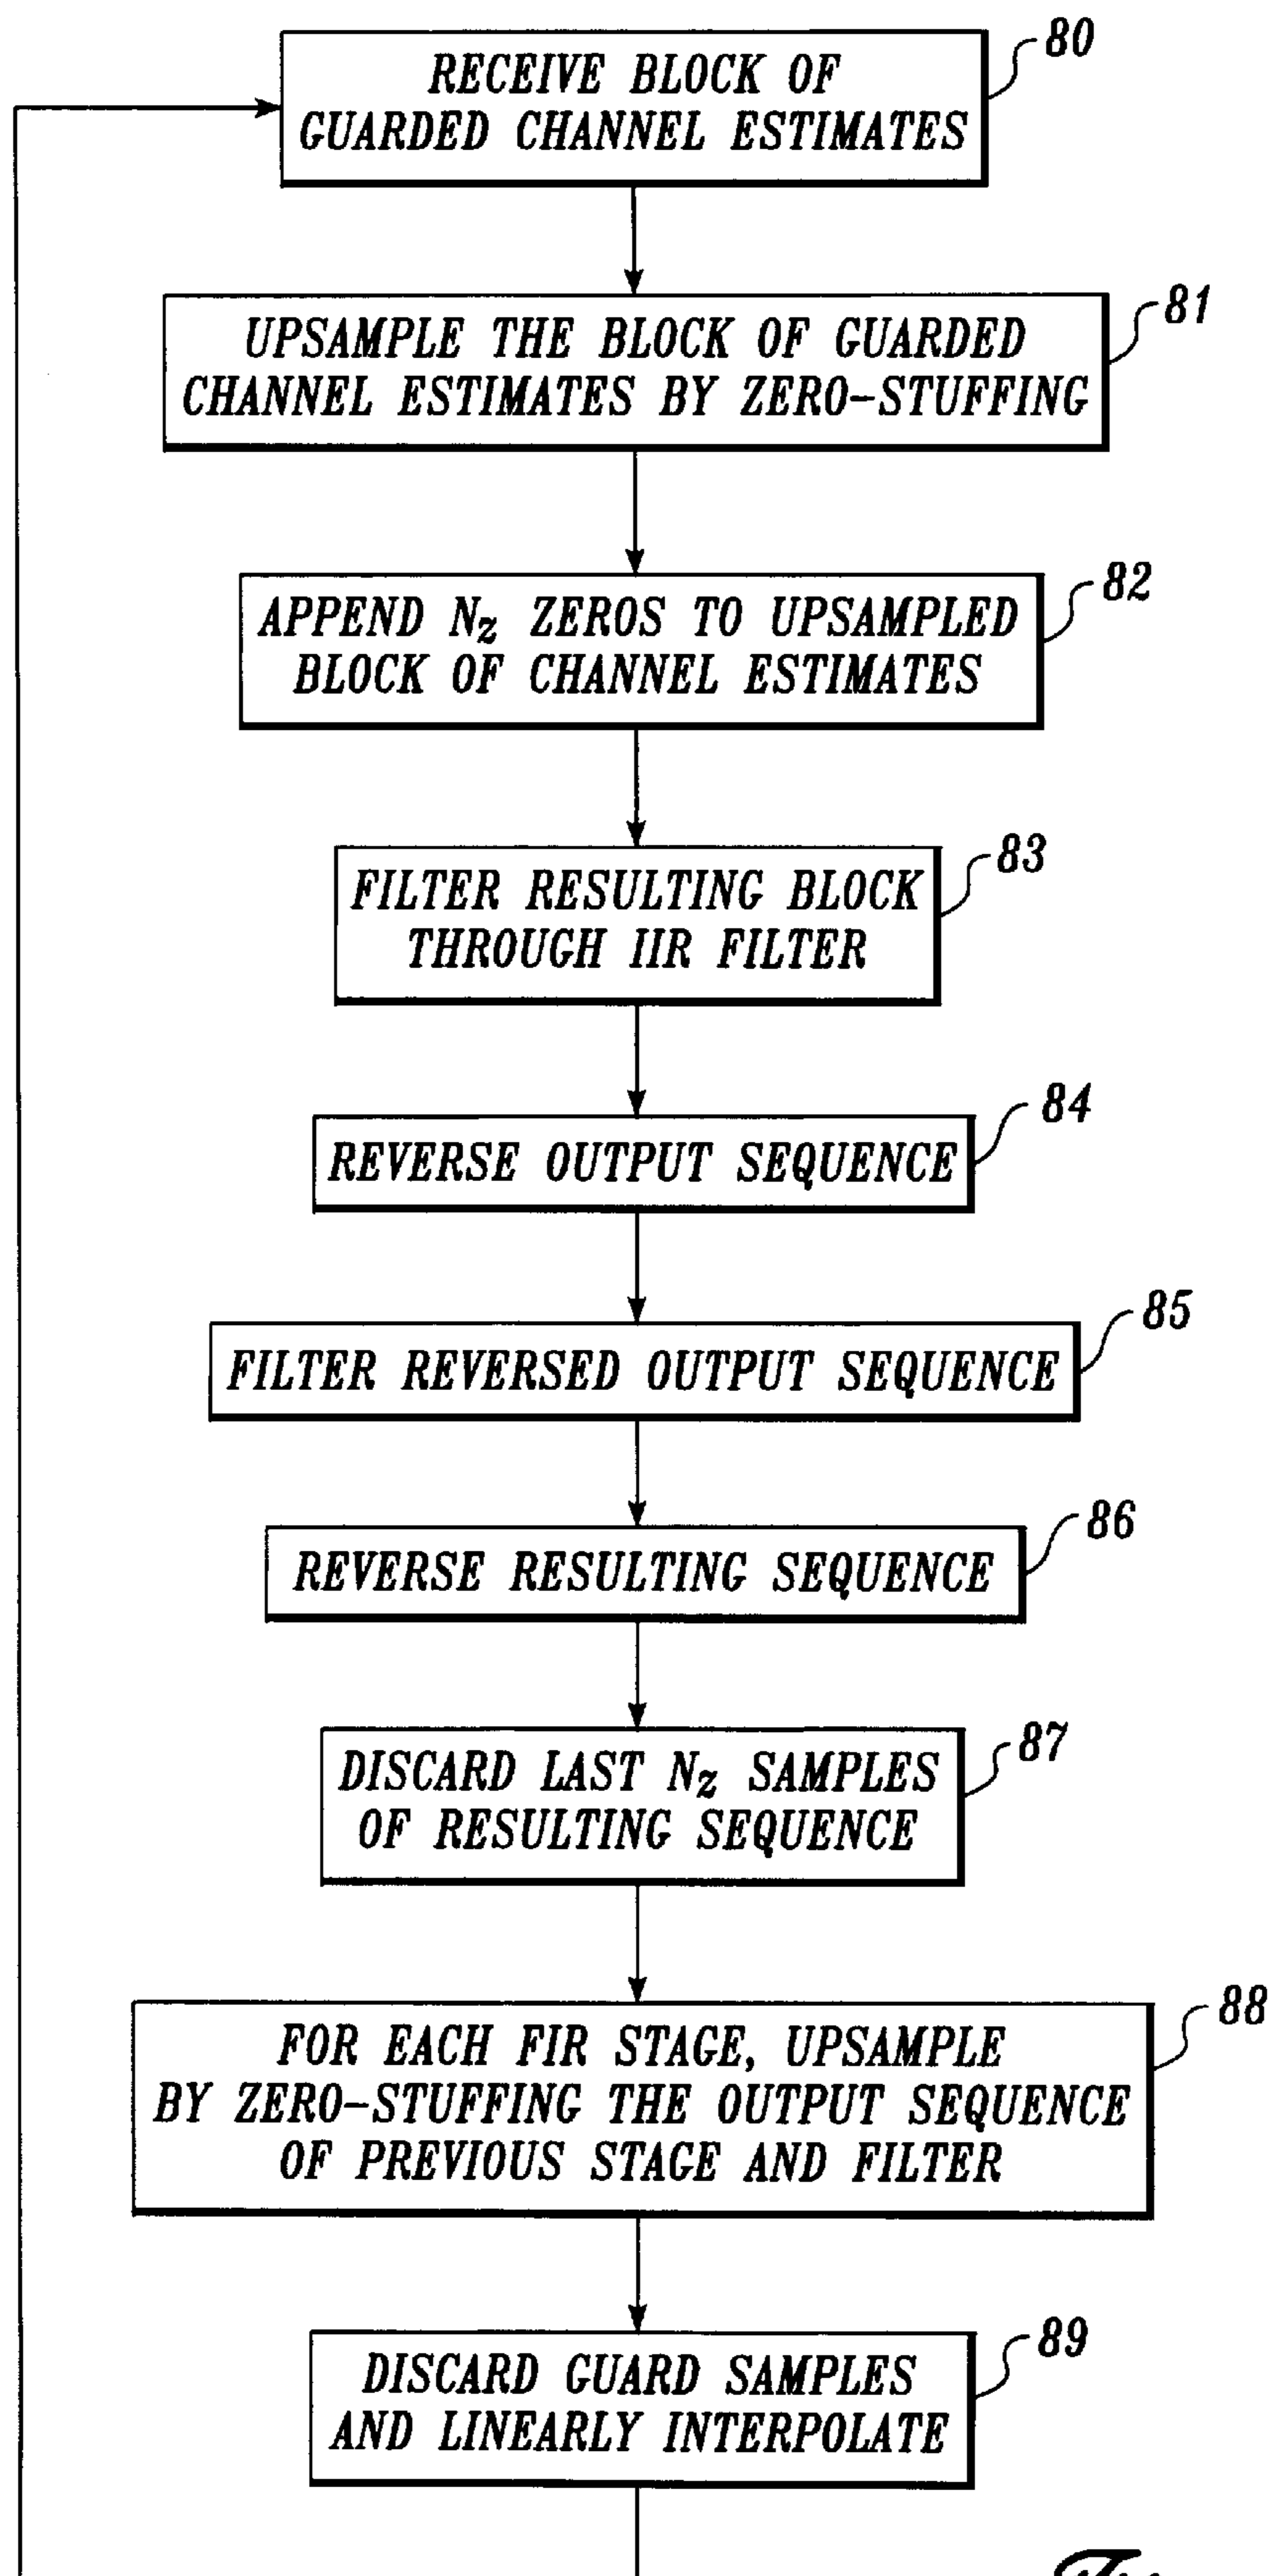 RECEIVE BLOCK OF
GUARDED CHANNEL ESTIMATES
80
UPSAMPLE THE BLOCK OF GUARDED
CHANNEL ESTIMATES BY ZERO-STUFFING
81
APPEND Nz ZEROS TO UPSAMPLED
BLOCK OF CHANNEL ESTIMATES
82
FILTER RESULTING BLOCK
THROUGH IIR FILTER
83
REVERSE OUTPUT SEQUENCE
84
FILTER REVERSED OUTPUT SEQUENCE
85
REVERSE RESULTING SEQUENCE
86
DISCARD LAST Nz SAMPLES
OF RESULTING SEQUENCE
87
FOR EACH FIR STAGE, UPSAMPLE
BY ZERO-STUFFING THE OUTPUT SEQUENCE
OF PREVIOUS STAGE AND FILTER
88
DISCARD GUARD SAMPLES
AND LINEARLY INTERPOLATE
89